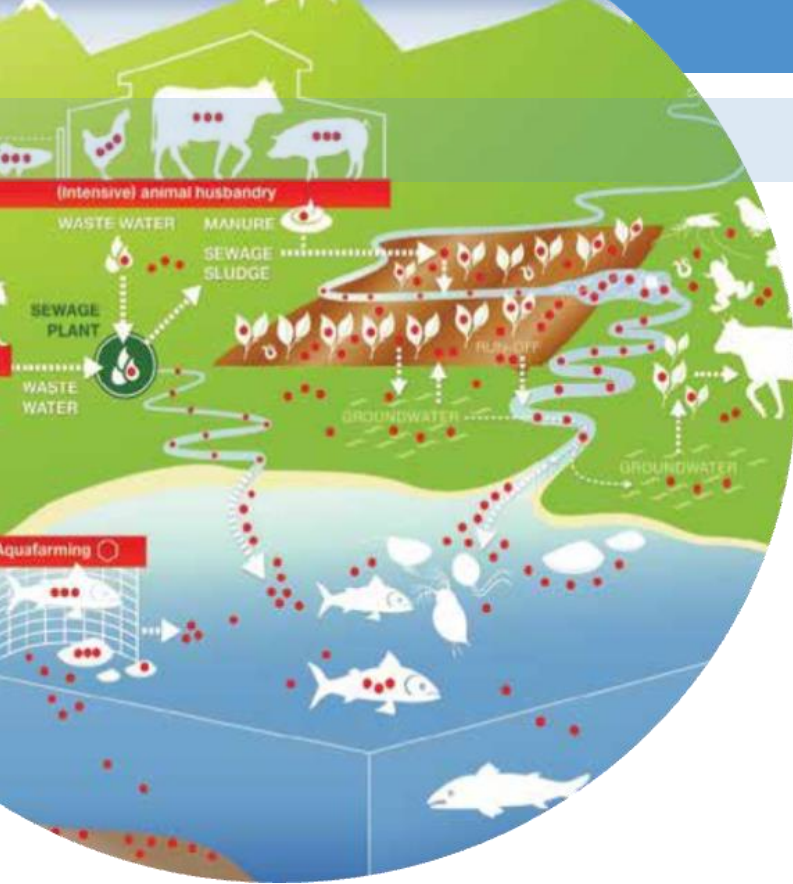 (Intensive) animal husbandry
WASTE WATER
MANURE
SEWAGE
SLUDGE
SEWAGE
PLANT
RUN-OFF
WASTE
WATER
GROUNDWATER
GROUNDWATER
Aquafarming